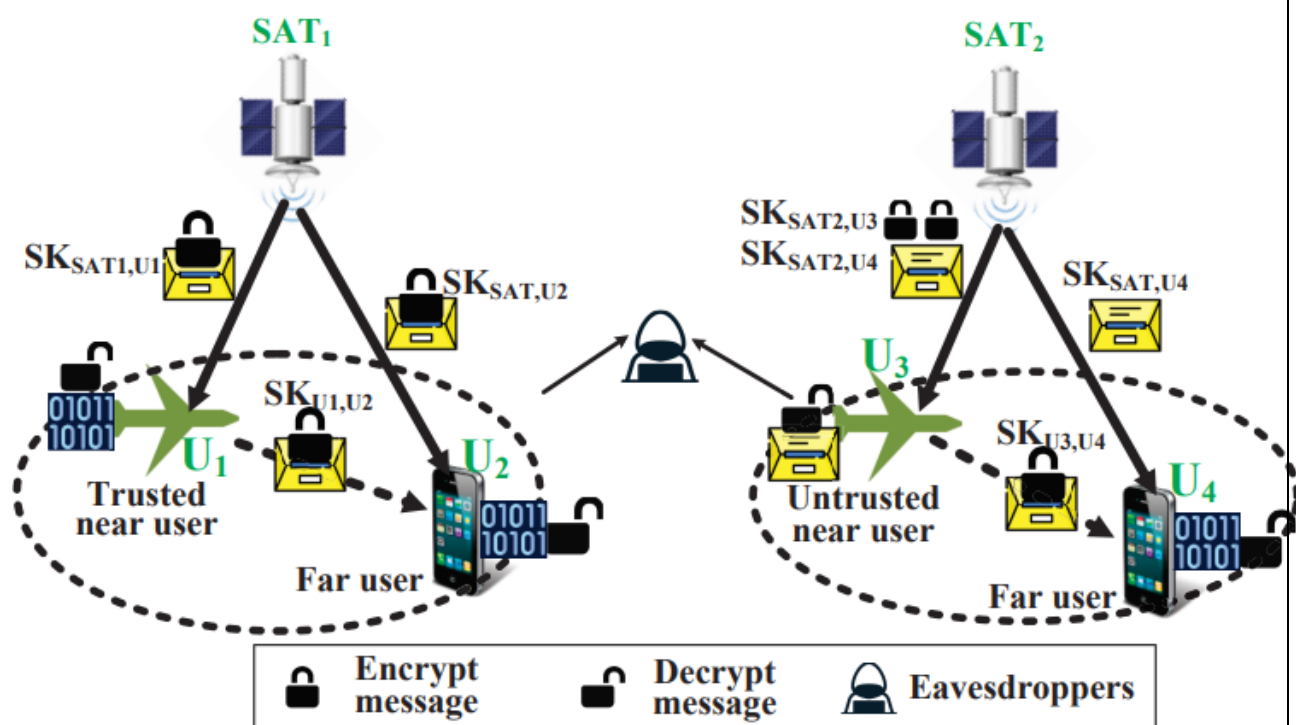 SAT1
SAT2
SKSAT1,U1
SKSAT,U2
SKSAT2,U3
SKSAT2,U4
SKSAT,U4
01011
10101
U1
SKU1,U2
U2
Trusted
near user
01011
10101
Far user
U3
SKU3,U4
U4
Untrusted
near user
01011
10101
Far user
Encrypt
message
Decrypt
message
Eavesdroppers